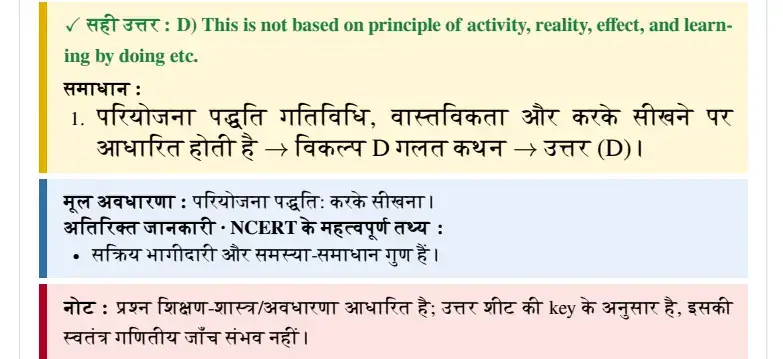 ✓ सही उत्तर : D) This is not based on principle of activity, reality, effect, and learn-
ing by doing etc.
समाधान :
1. परियोजना पद्धति गतिविधि, वास्तविकता और करके सीखने पर
आधारित होती है → विकल्प D गलत कथन → उत्तर (D)।
मूल अवधारणा : परियोजना पद्धति: करके सीखना।
अतिरिक्त जानकारी · NCERT के महत्वपूर्ण तथ्य :
• सक्रिय भागीदारी और समस्या-समाधान गुण हैं।
नोट : प्रश्न शिक्षण-शास्त्र/अवधारणा आधारित है; उत्तर शीट की key के अनुसार है, इसकी
स्वतंत्र गणितीय जाँच संभव नहीं।